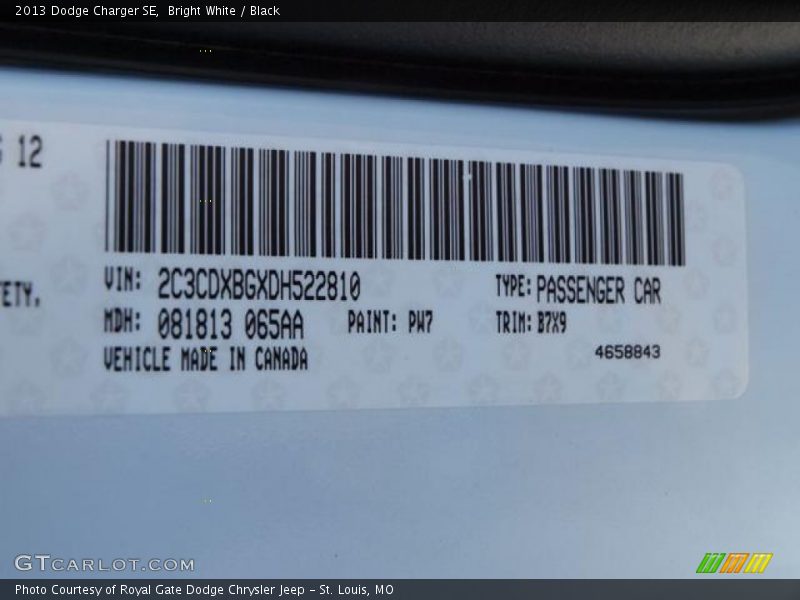 2013 Dodge Charger SE,  Bright White / Black
12
VIN: 2C3CDXBGXDH522810
TYPE: PASSENGER CAR
ETY.
MDH: 081813 065AA
PAINT: PW7
TRIM: B7X9
VEHICLE MADE IN CANADA
4658843
GTCARLOT.COM
Photo Courtesy of Royal Gate Dodge Chrysler Jeep - St. Louis, MO